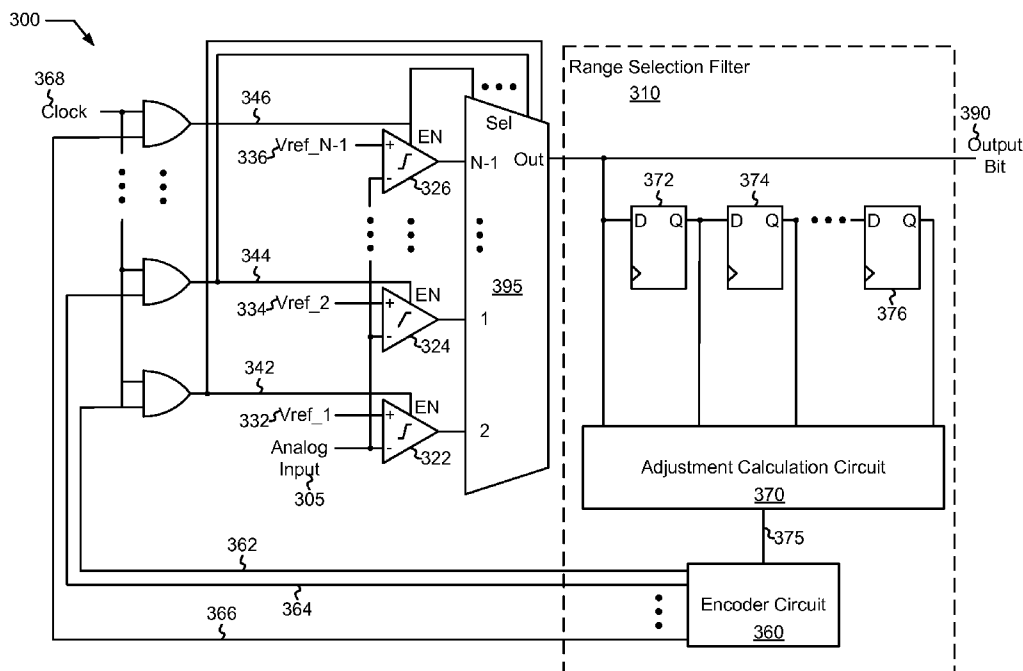 300
Range Selection Filter
310
368
Clock
346
EN
Sel
Out
390
Output
Bit
336
Vref_N-1
+
-
326
N-1
372
374
D Q
D Q
D Q
376
344
EN
334
Vref_2
+
-
324
1
395
342
EN
332
Vref_1
+
-
322
2
Analog
Input
305
Adjustment Calculation Circuit
370
375
362
364
366
Encoder Circuit
360